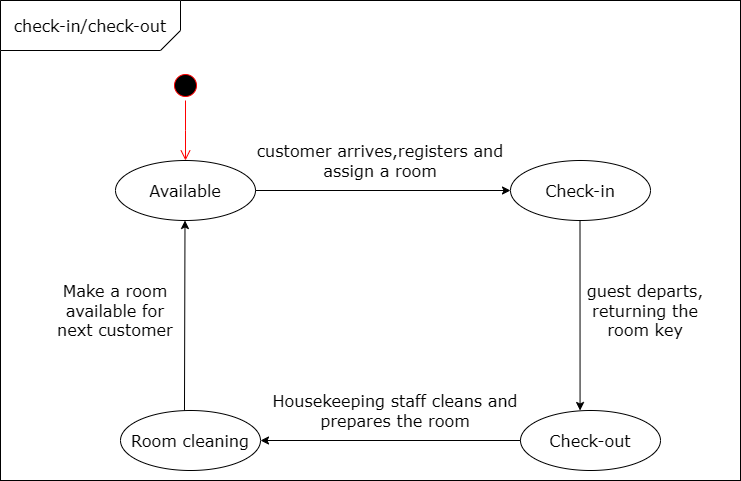 check-in/check-out
customer arrives,registers and
assign a room
Available
Check-in
Make a room
available for
next customer
guest departs,
returning the
room key
Housekeeping staff cleans and
prepares the room
Room cleaning
Check-out